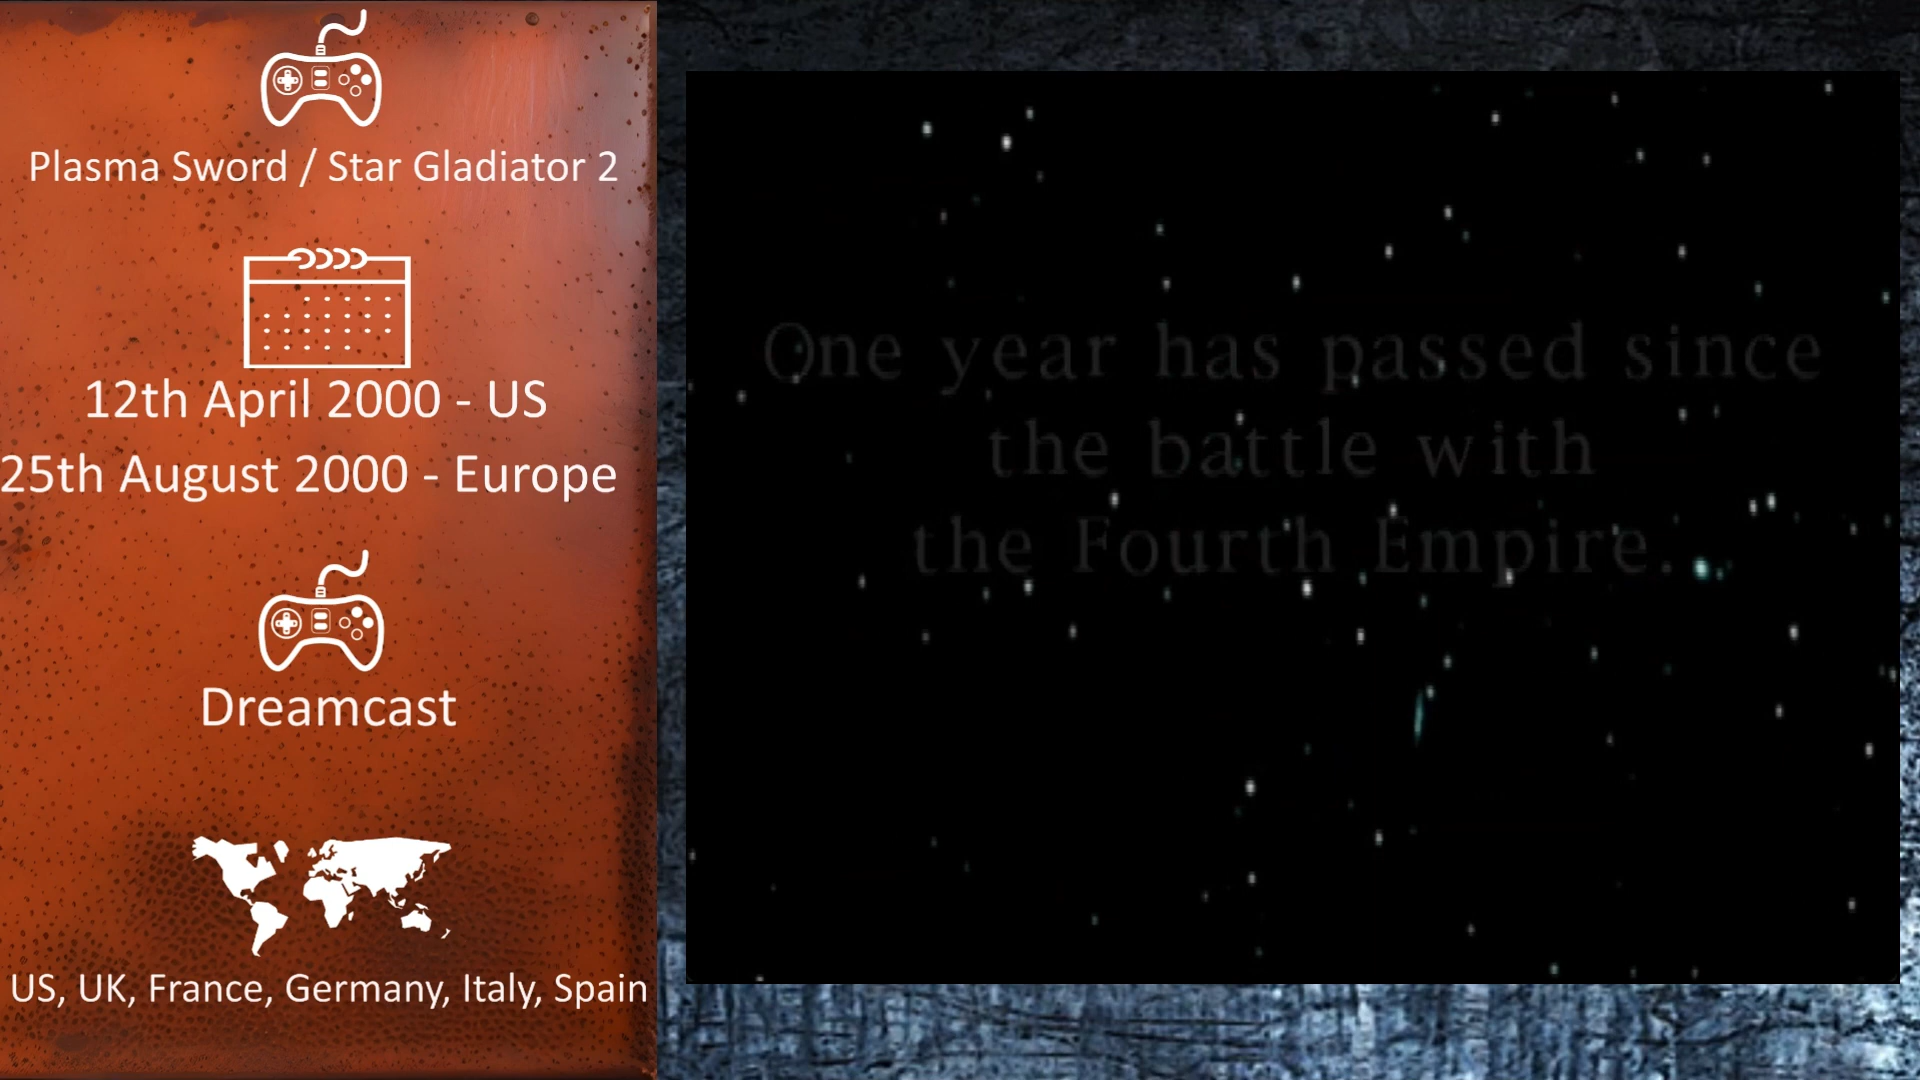 Plasma Sword / Star Gladiator 2
12th April 2000 - US
25th August 2000 - Europe
Dreamcast
US, UK, France, Germany, Italy, Spain
One year has passed since
the battle with
the Fourth Empire.